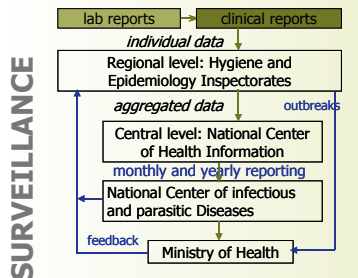 SURVEILLANCE
lab reports
clinical reports
individual data
Regional level: Hygiene and
Epidemiology Inspectorates
aggregated data
outbreaks
Central level: National Center
of Health Information
monthly and yearly reporting
National Center of infectious
and parasitic Diseases
feedback
Ministry of Health